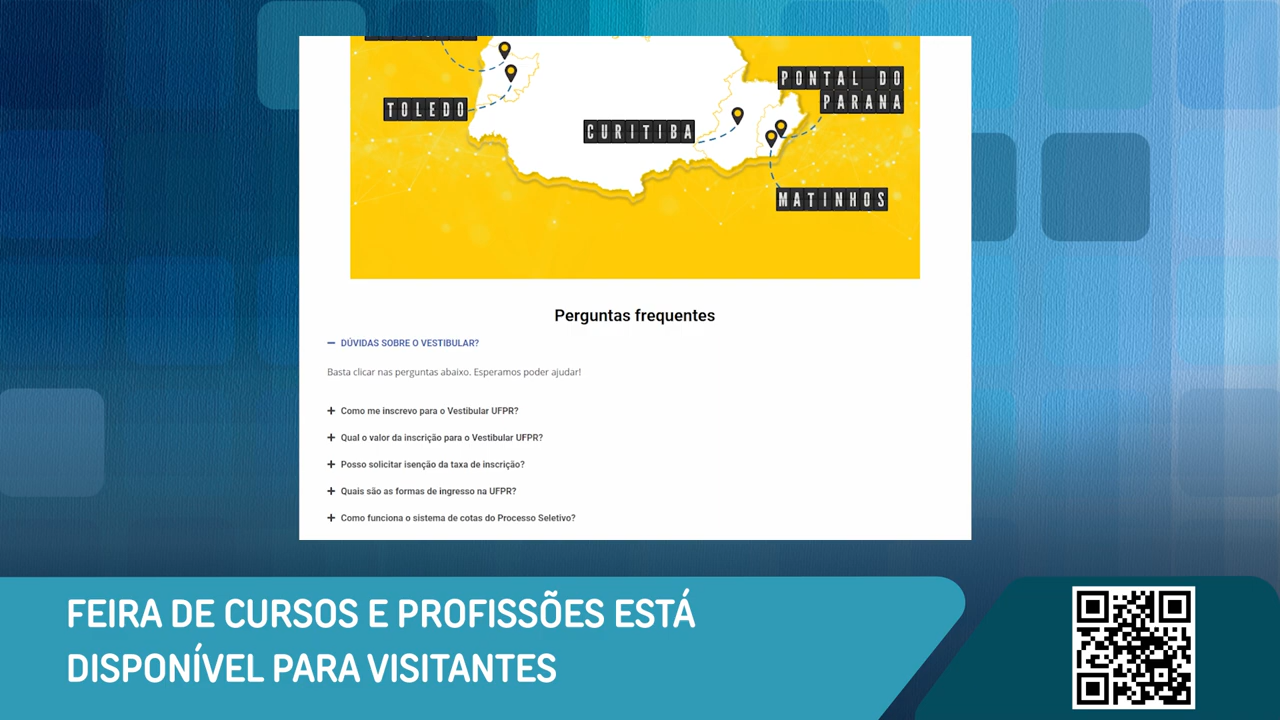 TOLEDO
CURITIBA
PONTAL DO
PARANA
MATINHOS
Perguntas frequentes
DÚVIDAS SOBRE O VESTIBULAR?
Basta clicar nas perguntas abaixo. Esperamos poder ajudar!
Como me inscrevo para o Vestibular UFPR?
Qual o valor da inscrição para o Vestibular UFPR?
Posso solicitar isenção da taxa de inscrição?
Quais são as formas de ingresso na UFPR?
Como funciona o sistema de cotas do Processo Seletivo?
FEIRA DE CURSOS E PROFISSÕES ESTÁ
DISPONÍVEL PARA VISITANTES